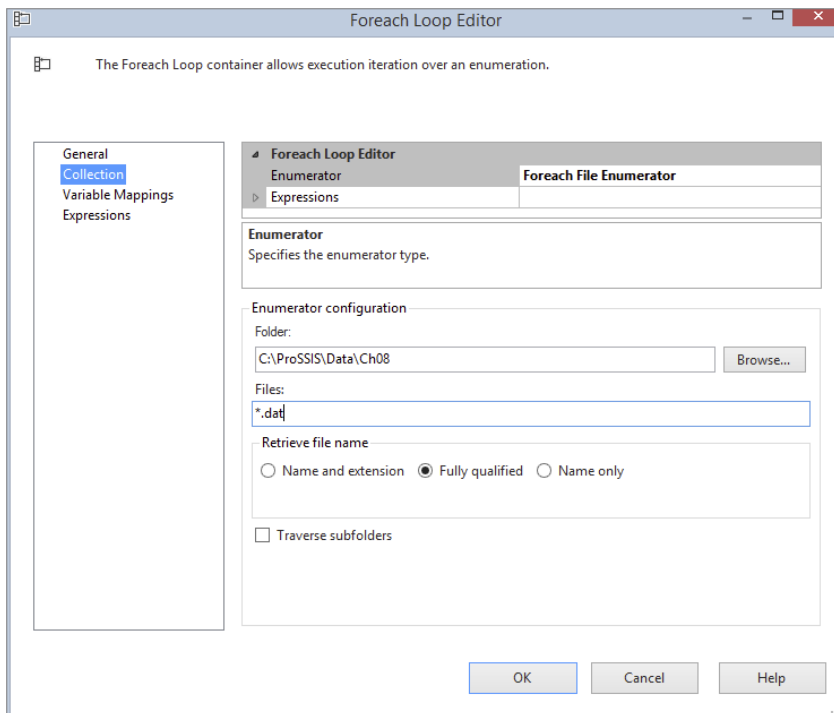 Foreach Loop Editor
The Foreach Loop container allows execution iteration over an enumeration.
General
Collection
Variable Mappings
Expressions
Foreach Loop Editor
Enumerator Foreach File Enumerator
Expressions
Enumerator
Specifies the enumerator type.
Enumerator configuration
Folder:
C:\ProSSIS\Data\Ch08 Browse...
Files:
*.dat
Retrieve file name
Name and extension Fully qualified Name only
Traverse subfolders
OK Cancel Help